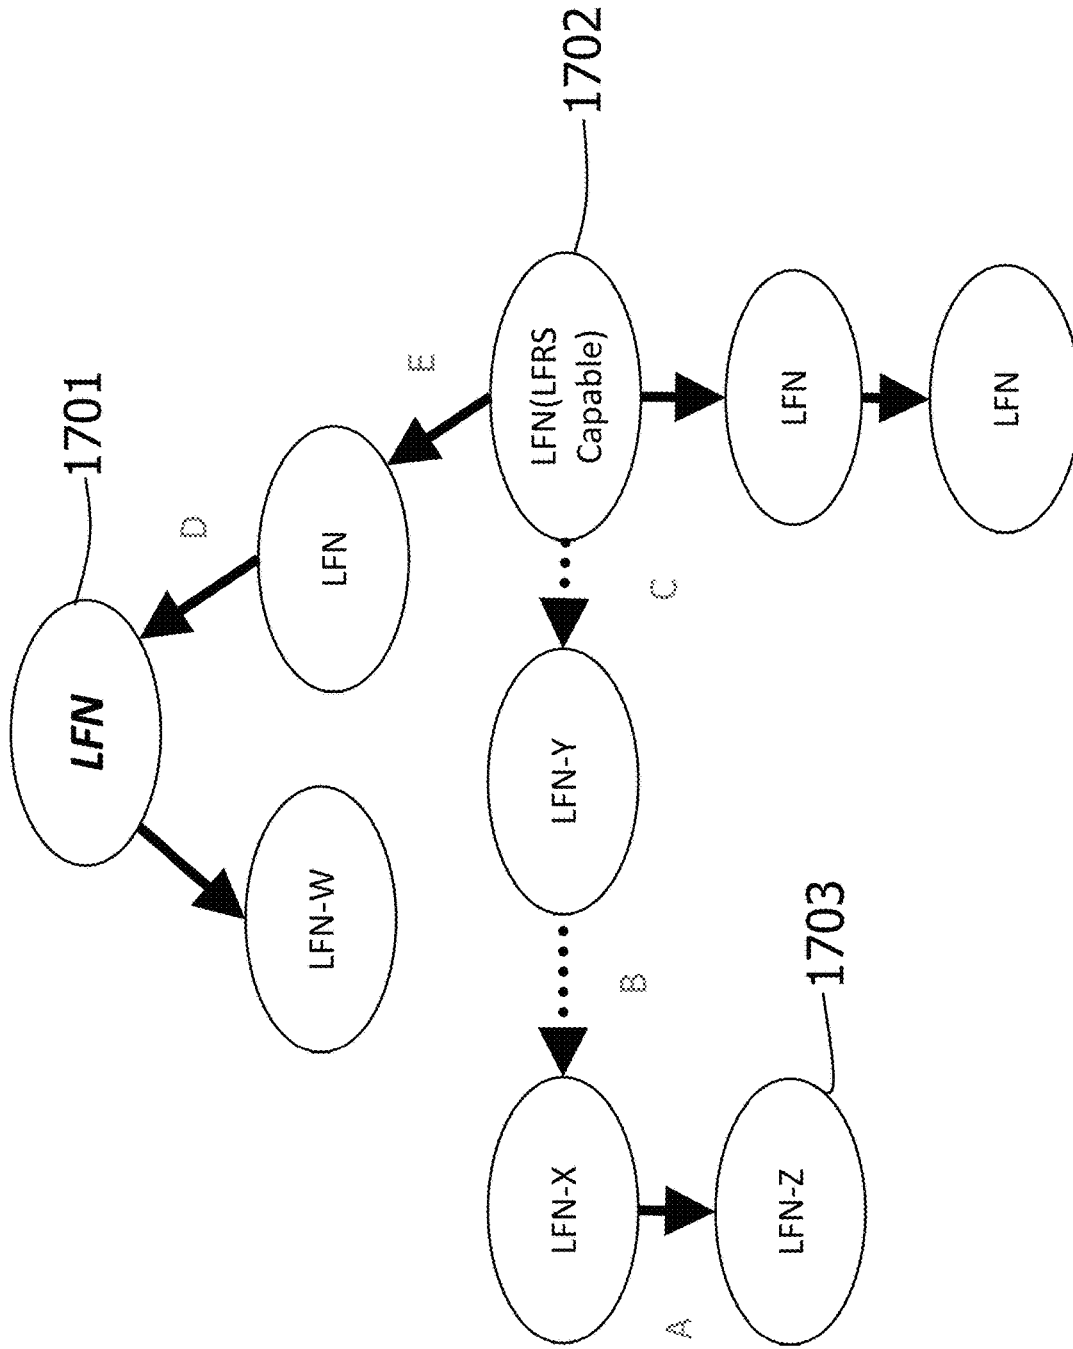 1701
LFN
D
LFN
E
LFN-W
1702
LFN(LFRS
Capable)
C
LFN-Y
B
LFN-X
A
LFN-Z
1703
LFN
LFN